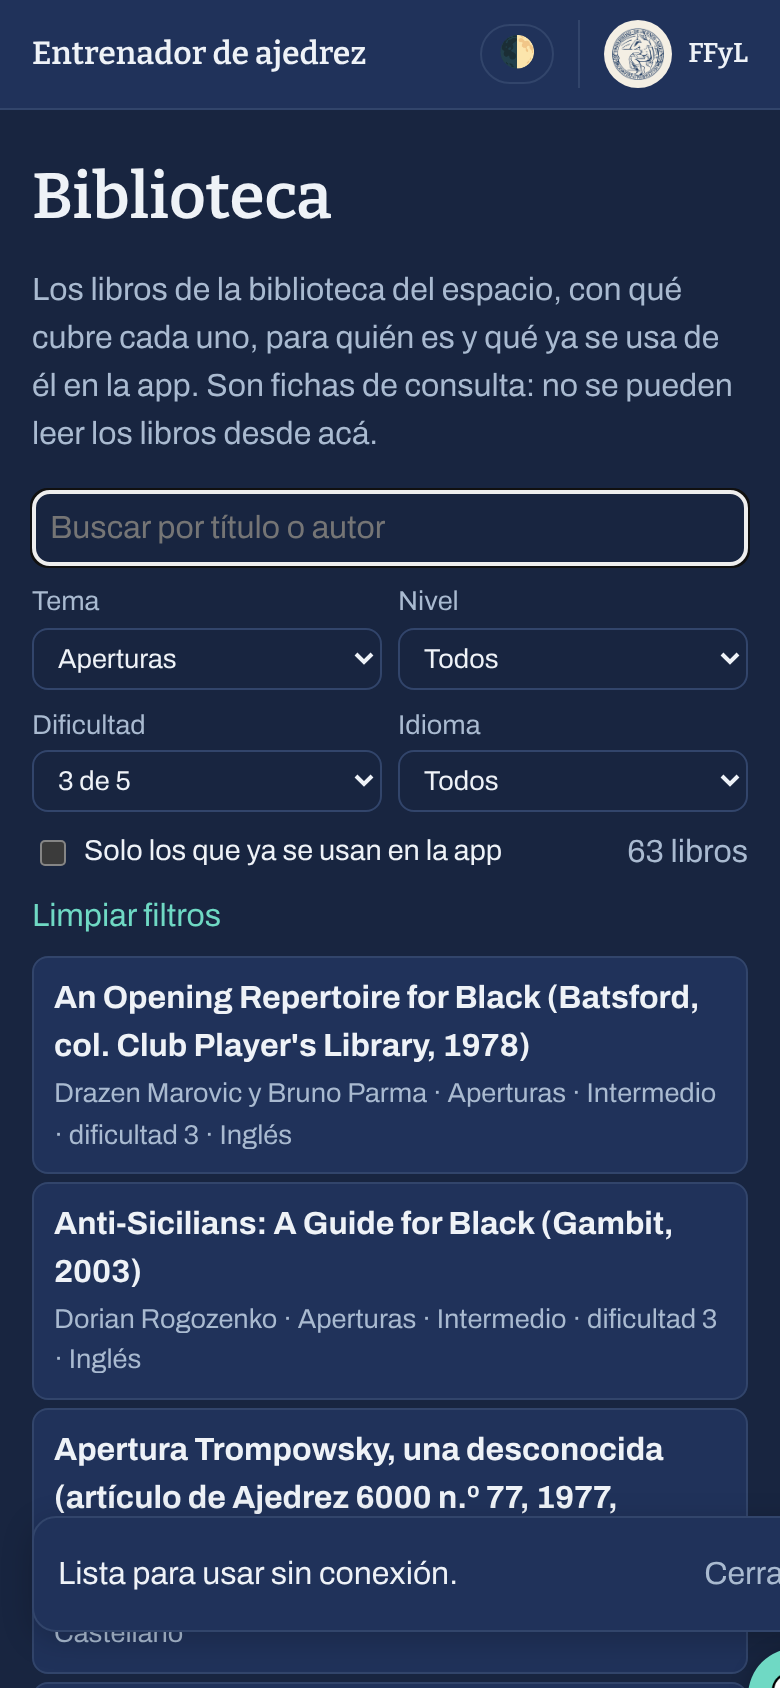 Entrenador de ajedrez
FFyL
Biblioteca
Los libros de la biblioteca del espacio, con qué
cubre cada uno, para quién es y qué ya se usa de
él en la app. Son fichas de consulta: no se pueden
leer los libros desde acá.
Buscar por título o autor
Tema
Nivel
Aperturas
Todos
Dificultad
Idioma
3 de 5
Todos
Solo los que ya se usan en la app
63 libros
Limpiar filtros
An Opening Repertoire for Black (Batsford,
col. Club Player's Library, 1978)
Drazen Marovic y Bruno Parma · Aperturas · Intermedio
· dificultad 3 · Inglés
Anti-Sicilians: A Guide for Black (Gambit,
2003)
Dorian Rogozenko · Aperturas · Intermedio · dificultad 3
· Inglés
Apertura Trompowsky, una desconocida
(artículo de Ajedrez 6000 n.º 77, 1977,
Lista para usar sin conexión.
Cerra
Castellano